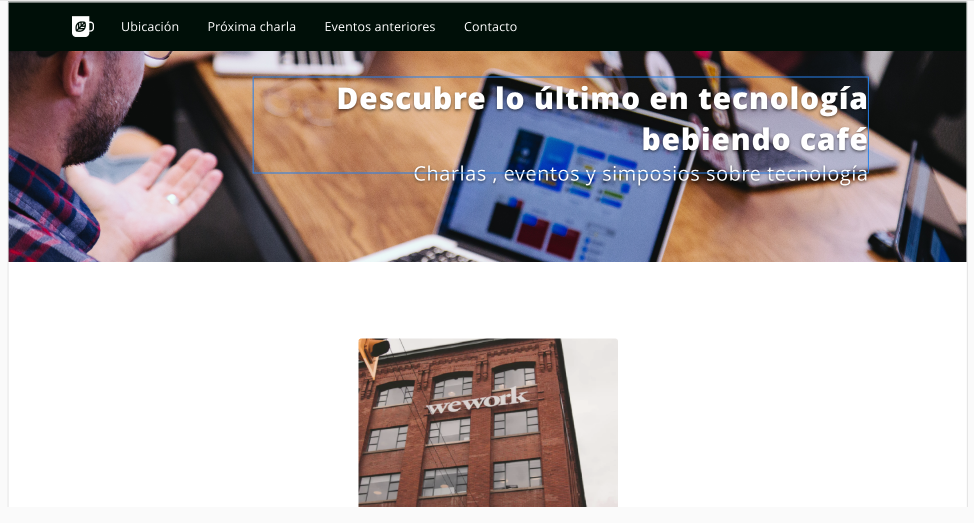 Ubicación
Próxima charla
Eventos anteriores
Contacto
Descubre lo último en tecnología
bebiendo café
Charlas , eventos y simposios sobre tecnología
wework